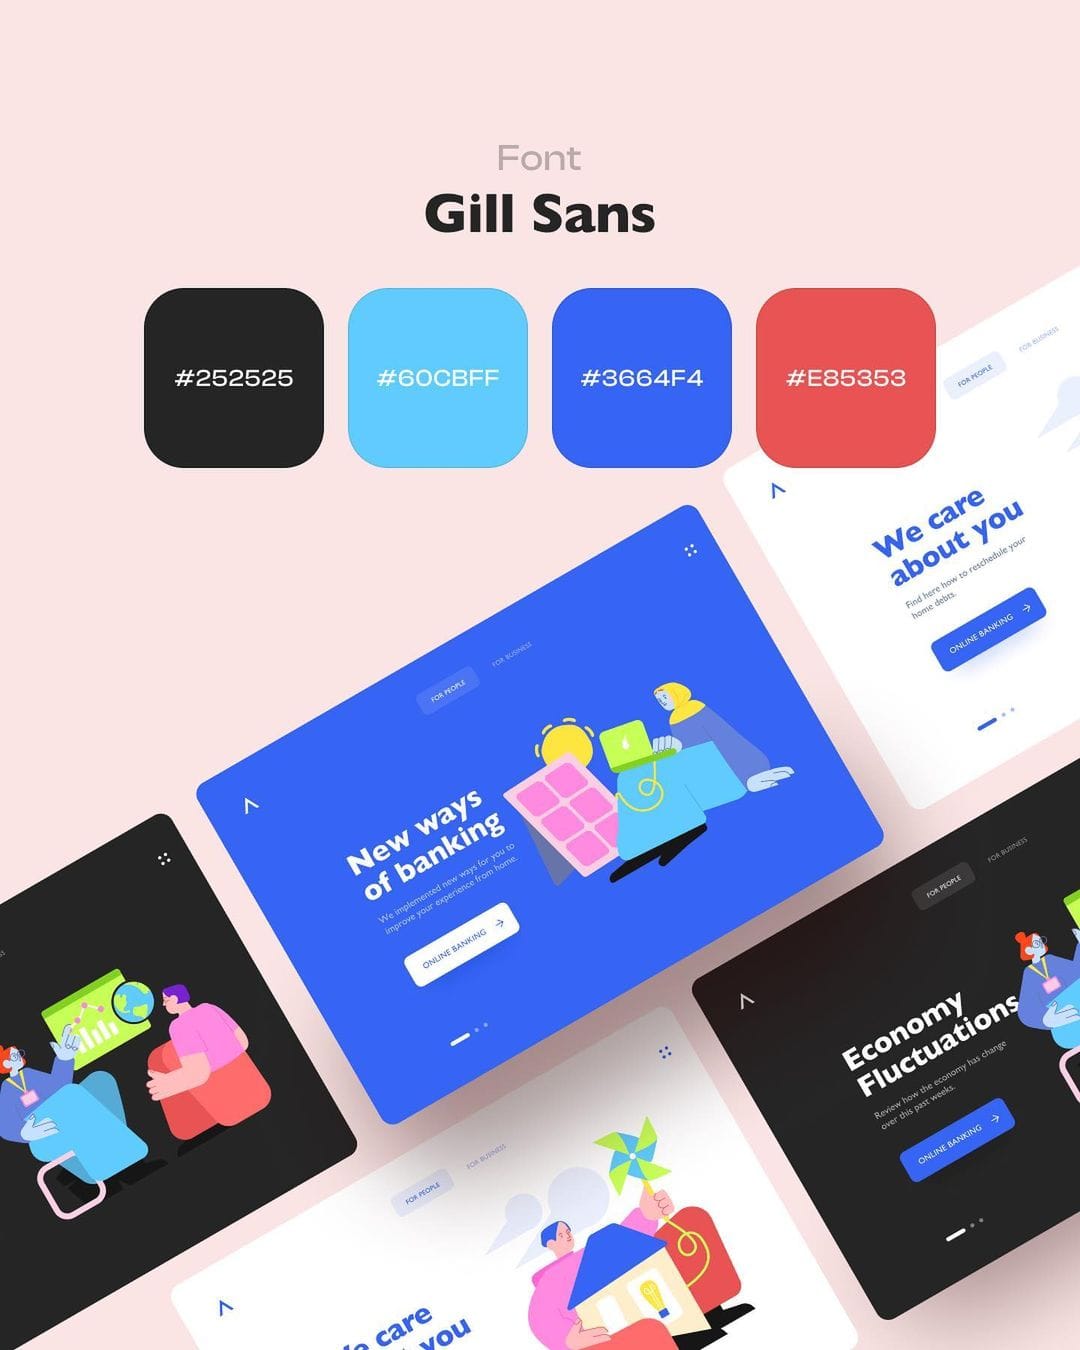 Font
Gill Sans
#252525
#60CBFF
#3664F4
#E85353
FOR PEOPLE
FOR BUSINESS
We care
about you
Find here how to reschedule your
home debts.
ONLINE BANKING
FOR PEOPLE
FOR BUSINESS
New ways
of banking
We implemented new ways for you to
improve your experience from home.
ONLINE BANKING
FOR PEOPLE
FOR BUSINESS
Economy
Fluctuations
Review how the economy has change
over this past weeks.
ONLINE BANKING
FOR PEOPLE
FOR BUSINESS
care
you